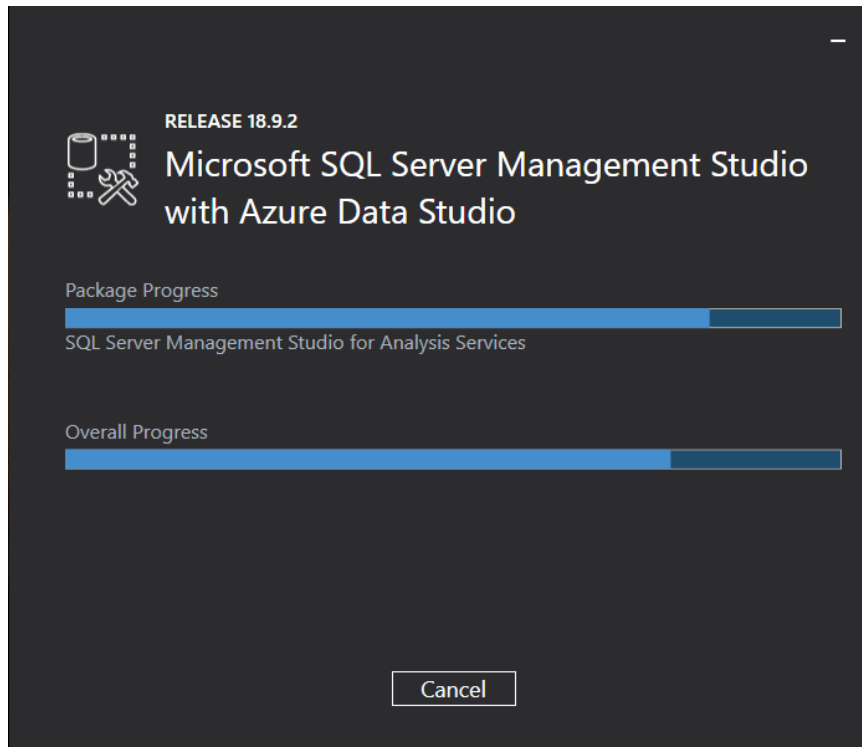 RELEASE 18.9.2
Microsoft SQL Server Management Studio
with Azure Data Studio
Package Progress
SQL Server Management Studio for Analysis Services
Overall Progress
Cancel